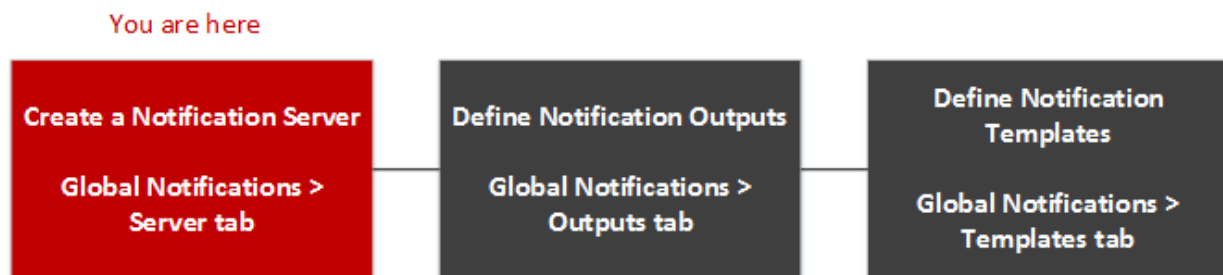 You are here
Create a Notification Server
Global Notifications >
Server tab
Define Notification Outputs
Global Notifications >
Outputs tab
Define Notification
Templates
Global Notifications >
Templates tab